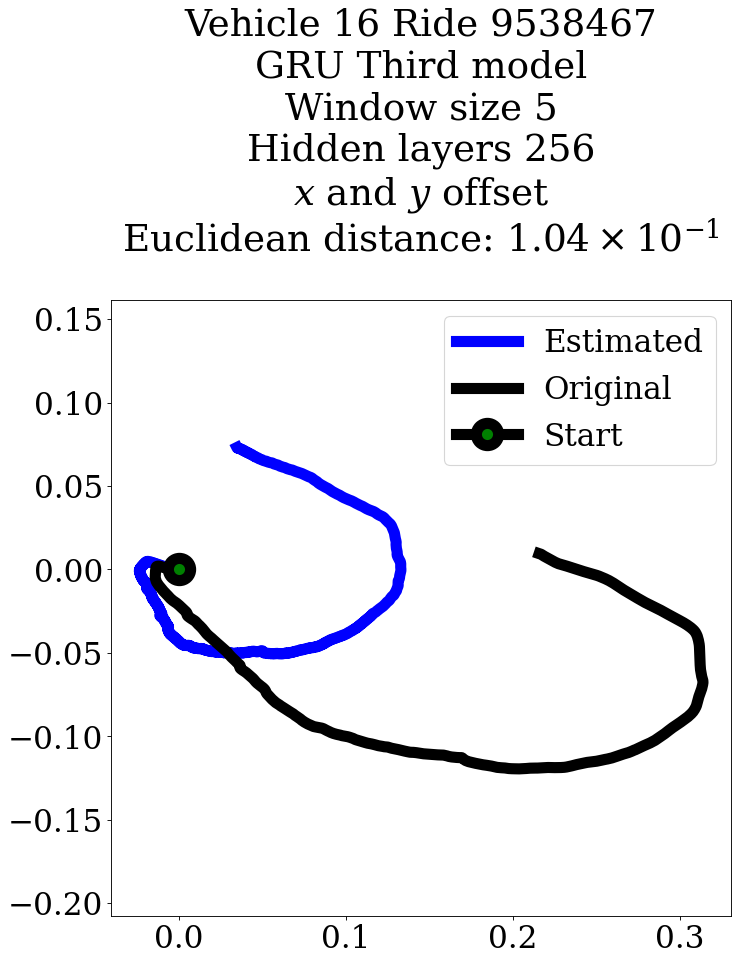 Vehicle 16 Ride 9538467
GRU Third model
Window size 5
Hidden layers 256
x and y offset
Euclidean distance: 1.04 × 10⁻¹
Estimated
Original
Start
0.15
0.10
0.05
0.00
−0.05
−0.10
−0.15
−0.20
0.0 0.1 0.2 0.3